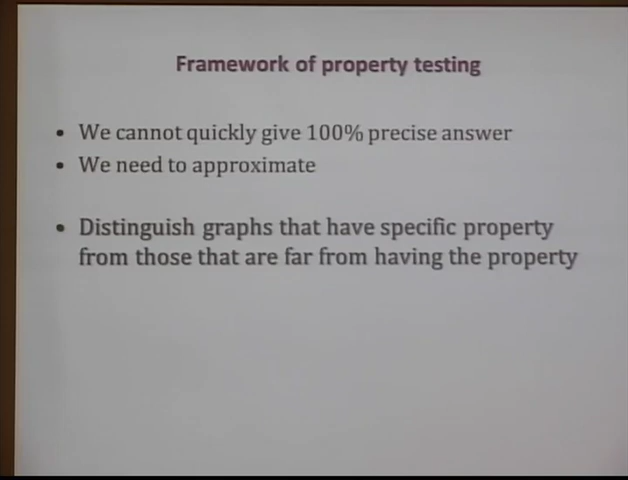 Framework of property testing
• We cannot quickly give 100% precise answer
• We need to approximate
• Distinguish graphs that have specific property
from those that are far from having the property